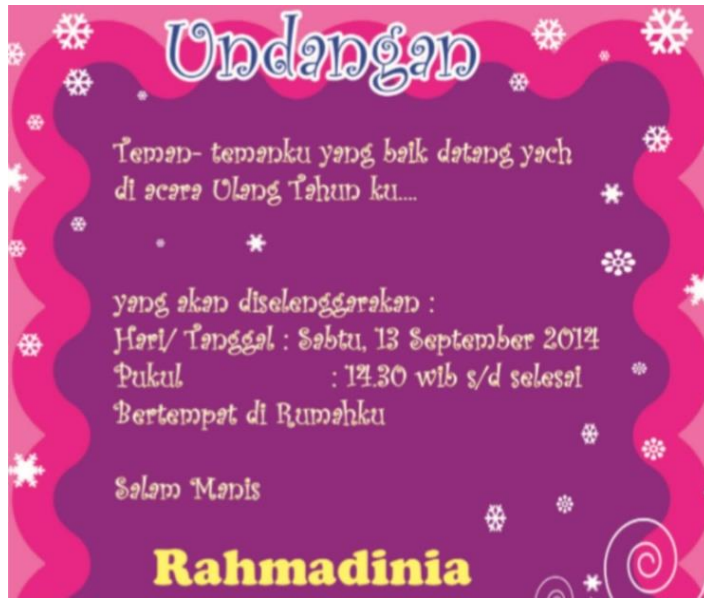 Undangan
Teman- temanku yang baik datang yach
di acara Ulang Tahun ku....
yang akan diselenggarakan :
Hari/ Tanggal : Sabtu, 13 September 2014
Pukul : 14.30 wib s/d selesai
Bertempat di Rumahku
Salam Manis
Rahmadinia